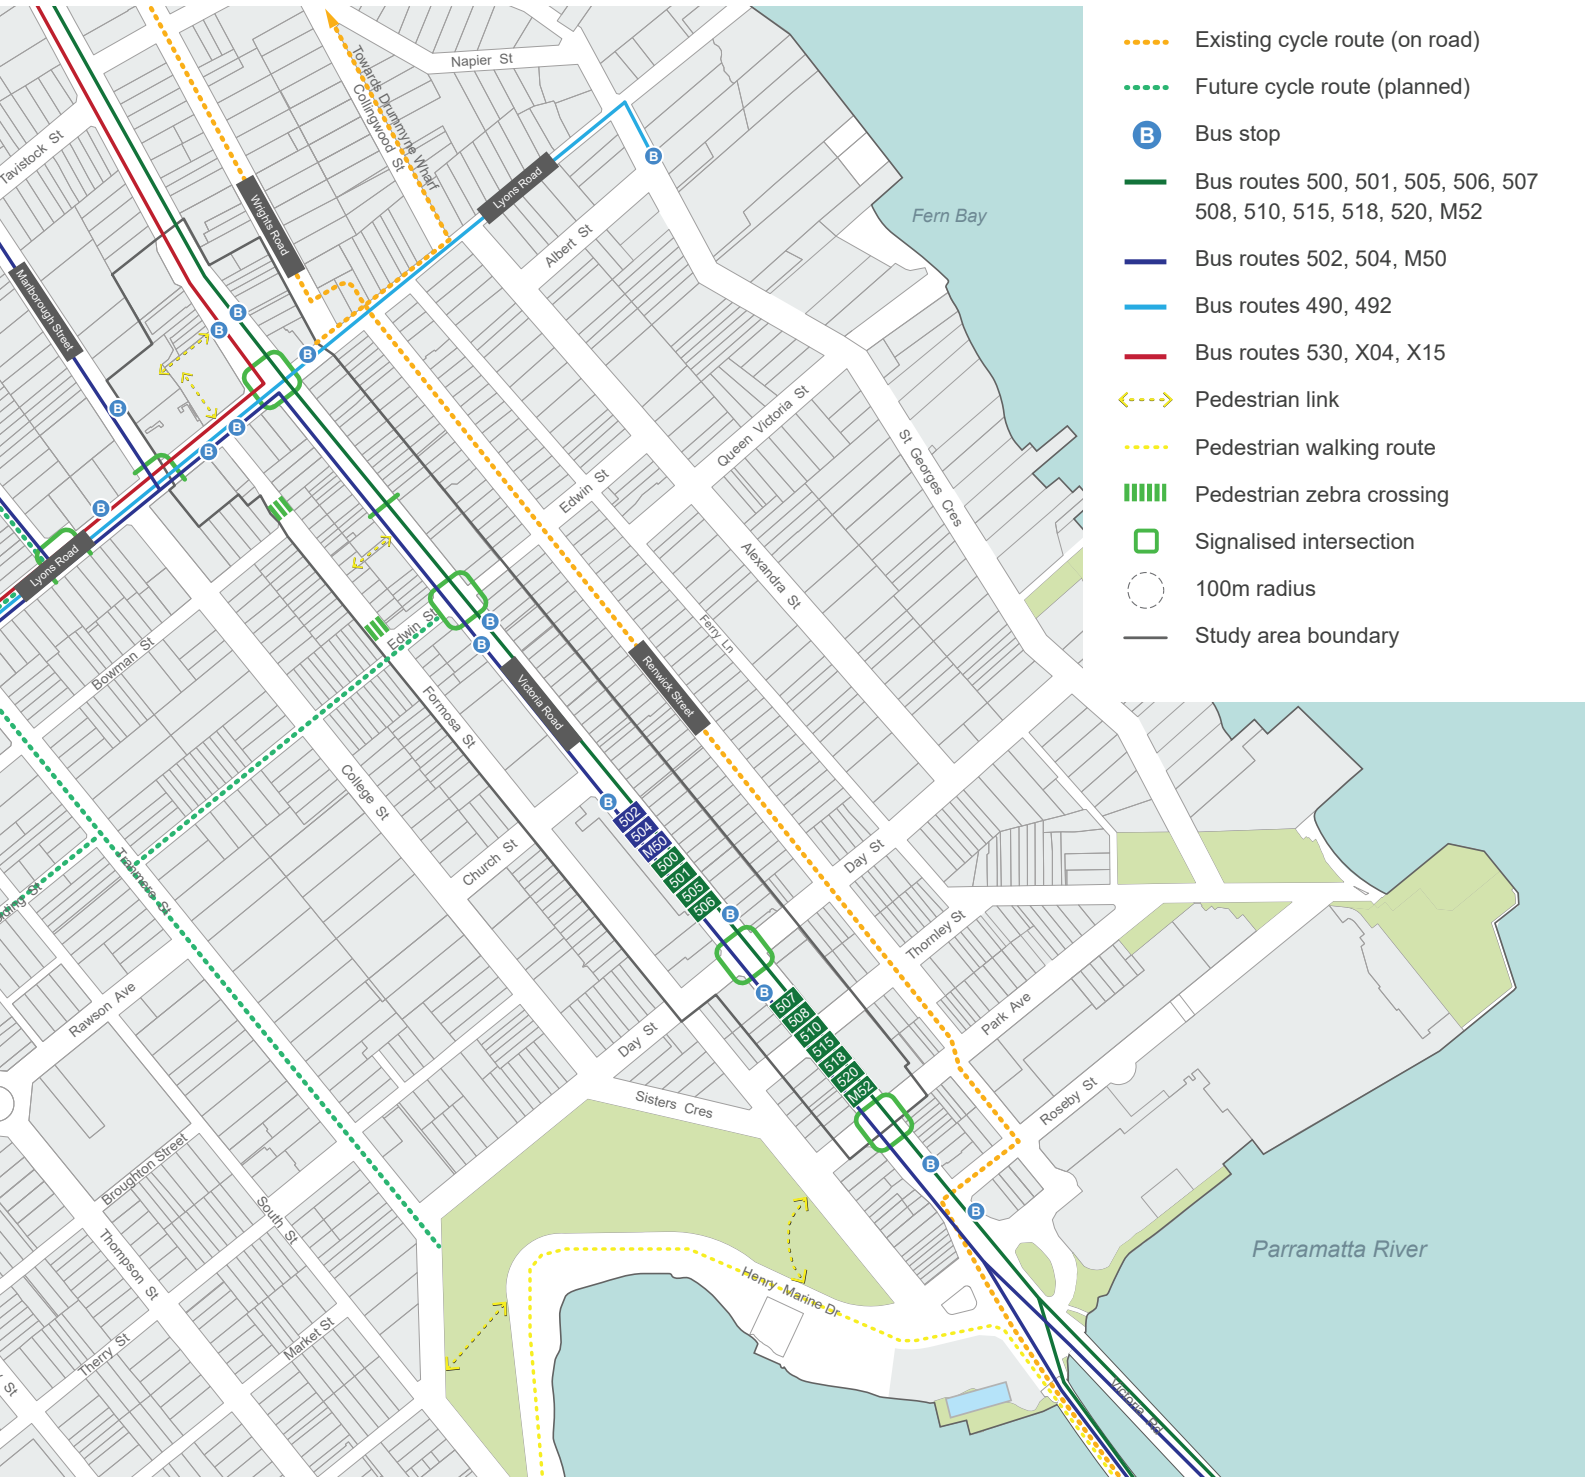 Existing cycle route (on road)
Future cycle route (planned)
B
Bus stop
Bus routes 500, 501, 505, 506, 507
508, 510, 515, 518, 520, M52
Bus routes 502, 504, M50
Bus routes 490, 492
Bus routes 530, X04, X15
Pedestrian link
Pedestrian walking route
Pedestrian zebra crossing
Signalised intersection
100m radius
Study area boundary
Napier St
Towards Drummyne Wharf
Collingwood St
Tavistock St
Lyons Road
B
Wrights Road
Albert St
Fern Bay
Marlborough Street
B
B
B
B
B
B
B
Lyons Road
Queen Victoria St
St Georges Cres
Edwin St
Alexandra St
Ferry Ln
Edwin St
B
B
Bowman St
Formosa St
Victoria Road
Renwick Street
College St
B
502
504
M50
500
501
505
506
B
Church St
Day St
Tranmere St
ding St
Thornley St
Rawson Ave
B
507
508
510
515
518
520
M52
Park Ave
Day St
Sisters Cres
Roseby St
Broughton Street
B
B
South St
Thompson St
Parramatta River
Henry Marine Dr
Market St
Therry St
St
Victoria Rd